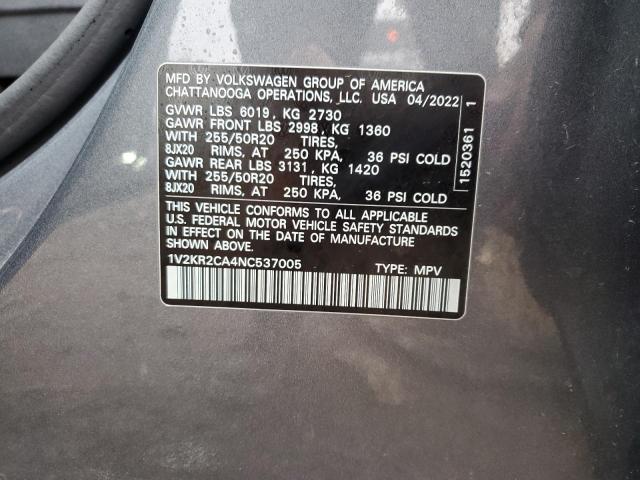 MFD BY VOLKSWAGEN GROUP OF AMERICA
CHATTANOOGA OPERATIONS, LLC. USA 04/2022
GVWR LBS 6019, KG 2730
GAWR FRONT LBS 2998, KG 1360
WITH 255/50R20 TIRES,
8JX20 RIMS, AT 250 KPA, 36 PSI COLD
GAWR REAR LBS 3131, KG 1420
WITH 255/50R20 TIRES,
8JX20 RIMS, AT 250 KPA, 36 PSI COLD
THIS VEHICLE CONFORMS TO ALL APPLICABLE
U.S. FEDERAL MOTOR VEHICLE SAFETY STANDARDS
IN EFFECT ON THE DATE OF MANUFACTURE
SHOWN ABOVE.
1V2KR2CA4NC537005 TYPE: MPV
1520361 1